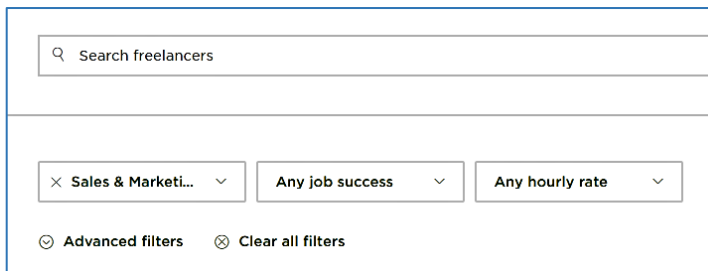 Search freelancers
Sales & Marketi... Any job success Any hourly rate
Advanced filters Clear all filters